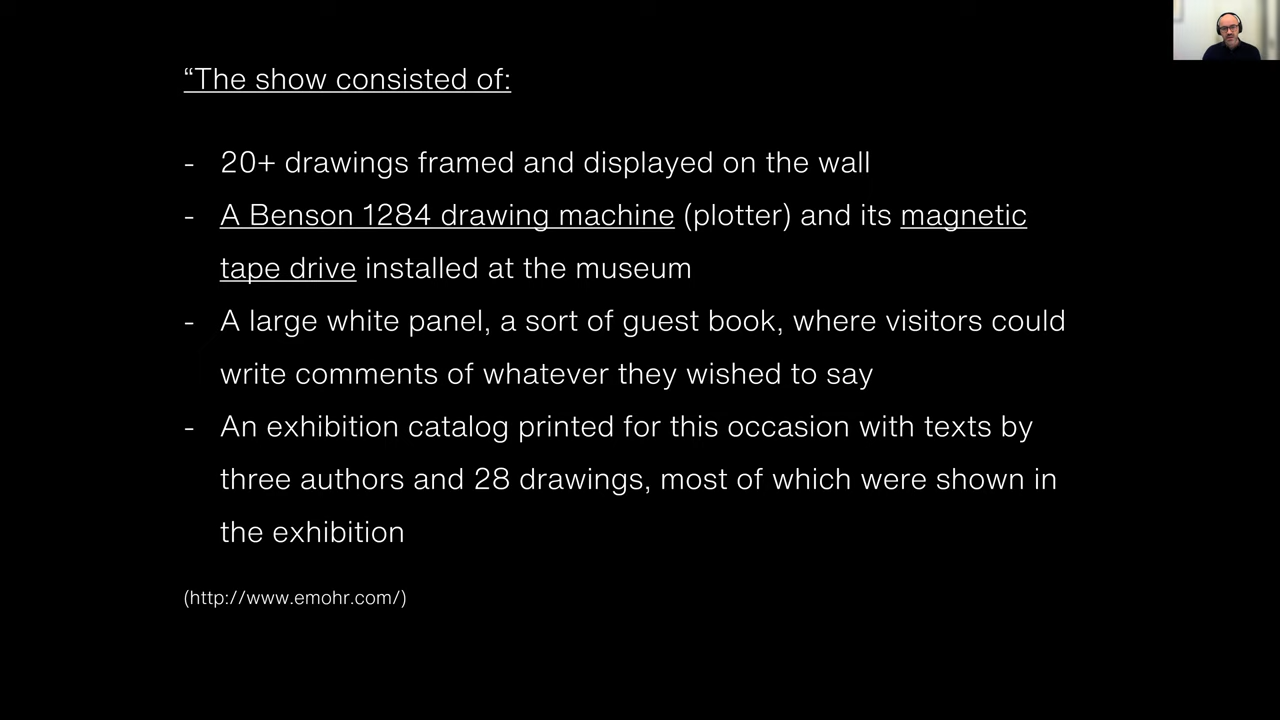 “The show consisted of:
- 20+ drawings framed and displayed on the wall
- A Benson 1284 drawing machine (plotter) and its magnetic
tape drive installed at the museum
- A large white panel, a sort of guest book, where visitors could
write comments of whatever they wished to say
- An exhibition catalog printed for this occasion with texts by
three authors and 28 drawings, most of which were shown in
the exhibition
(http://www.emohr.com/)